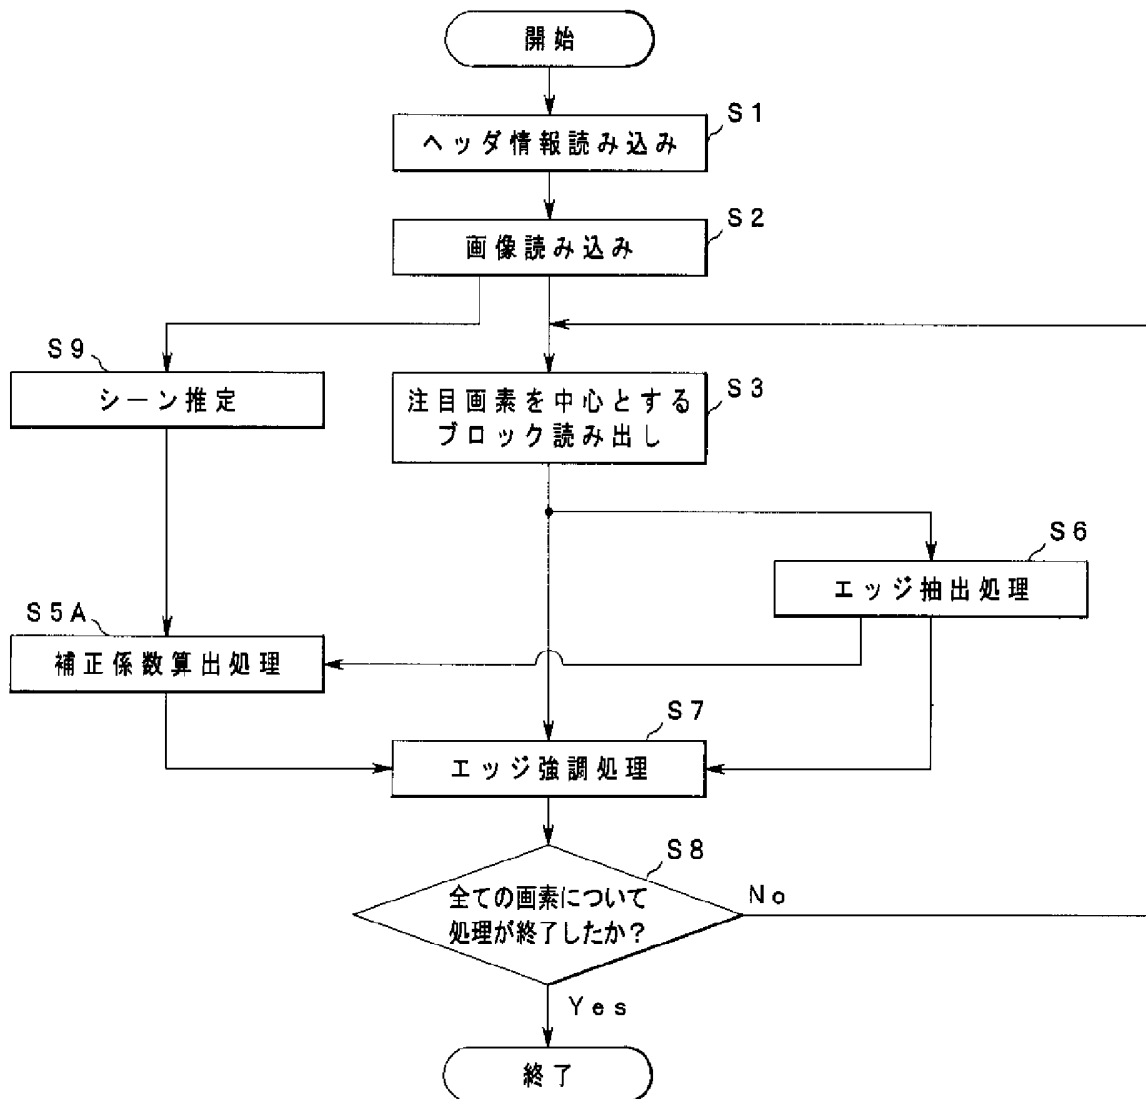 開始
S1
ヘッダ情報読み込み
S2
画像読み込み
S9
シーン推定
S3
注目画素を中心とする
ブロック読み出し
S6
エッジ抽出処理
S5A
補正係数算出処理
S7
エッジ強調処理
S8
全ての画素について
処理が終了したか?
No
Yes
終了